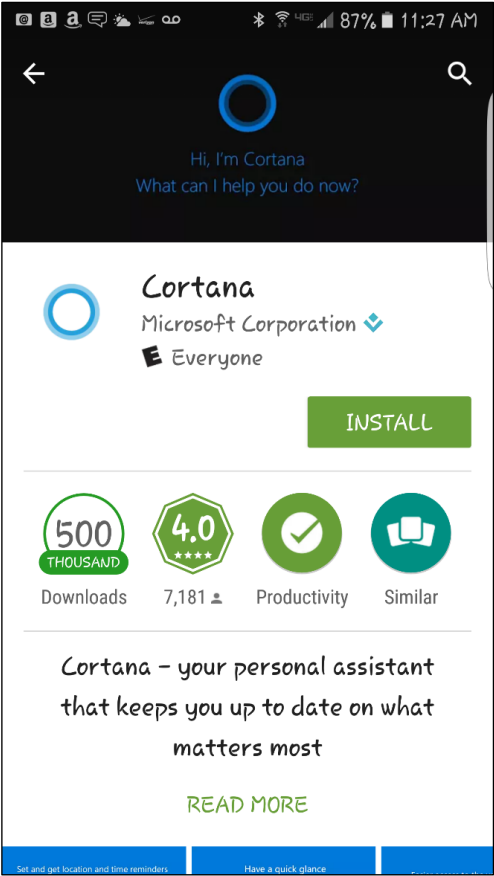 4G 87% 11:27 AM
Hi, I'm Cortana
What can I help you do now?
Cortana
Microsoft Corporation
E Everyone
INSTALL
500
THOUSAND
4.0
Downloads
7,181
Productivity
Similar
Cortana – your personal assistant
that keeps you up to date on what
matters most
READ MORE
Set and get location and time reminders
Have a quick glance